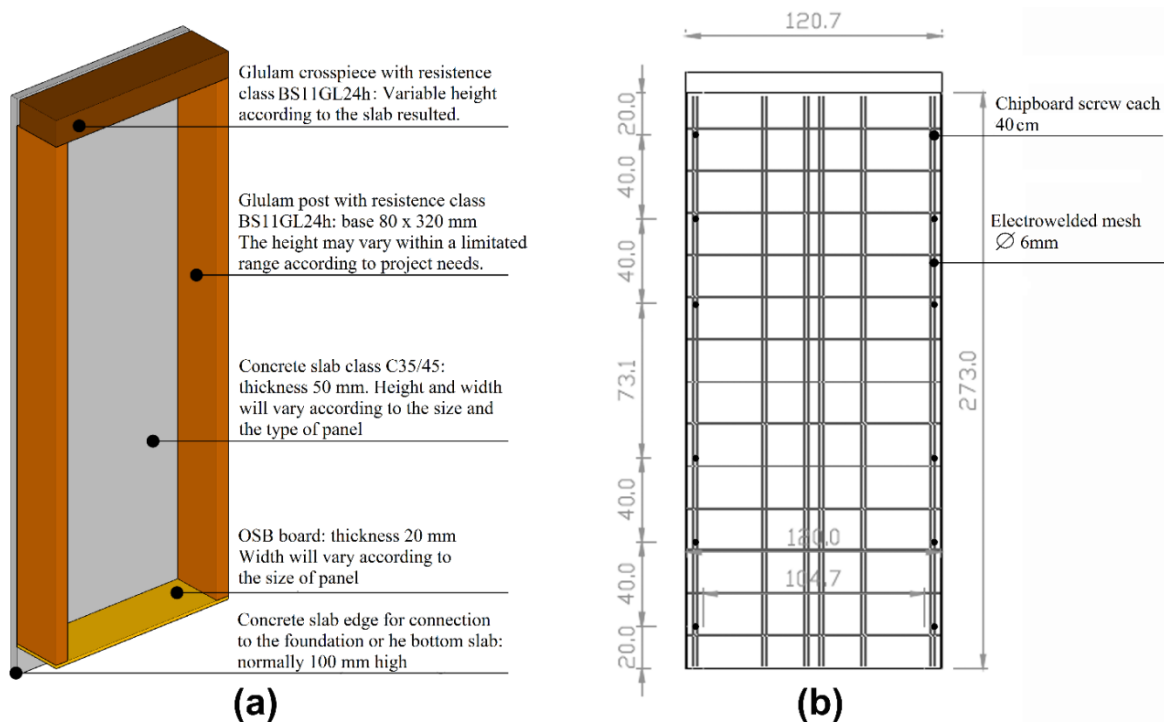 Glulam crosspiece with resistence
class BS11GL24h: Variable height
according to the slab resulted.
Glulam post with resistence class
BS11GL24h: base 80 x 320 mm
The height may vary within a limitated
range according to project needs.
Concrete slab class C35/45:
thickness 50 mm. Height and width
will vary according to the size and
the type of panel
OSB board: thickness 20 mm
Width will vary according to
the size of panel
Concrete slab edge for connection
to the foundation or he bottom slab:
normally 100 mm high
(a)
120.7
20.0
40.0
40.0
73.1
40.0
40.0
20.0
120.0
104.7
273.0
Chipboard screw each
40 cm
Electrowelded mesh
∅ 6mm
(b)